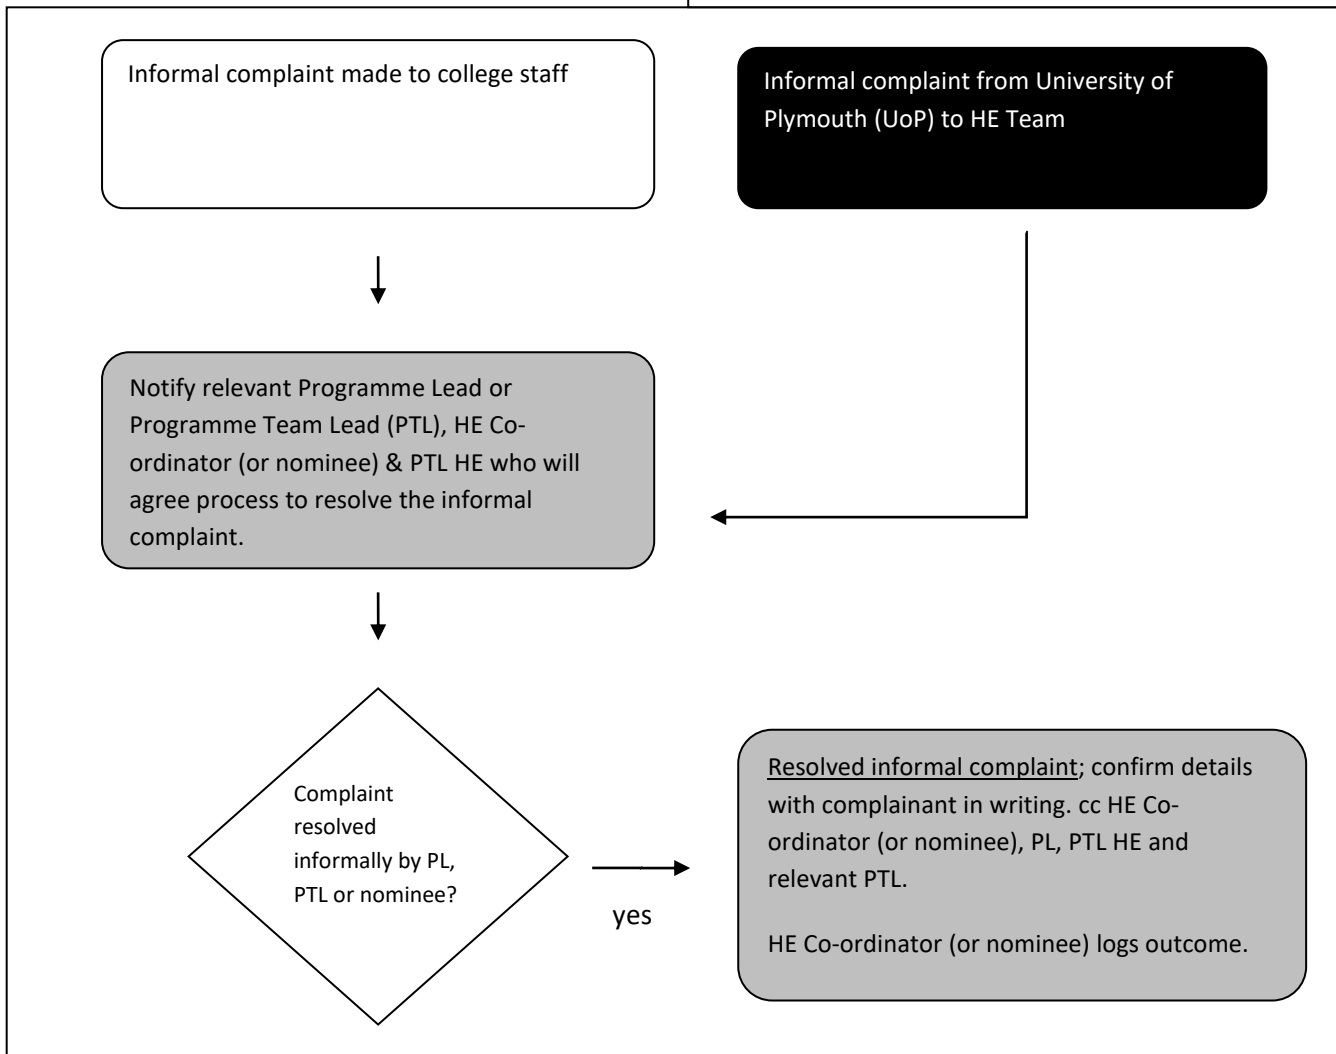 Informal complaint made to college staff
Informal complaint from University of
Plymouth (UoP) to HE Team
Notify relevant Programme Lead or
Programme Team Lead (PTL), HE Co-
ordinator (or nominee) & PTL HE who will
agree process to resolve the informal
complaint.
Complaint
resolved
informally by PL,
PTL or nominee?
yes
Resolved informal complaint; confirm details
with complainant in writing. cc HE Co-
ordinator (or nominee), PL, PTL HE and
relevant PTL.
HE Co-ordinator (or nominee) logs outcome.